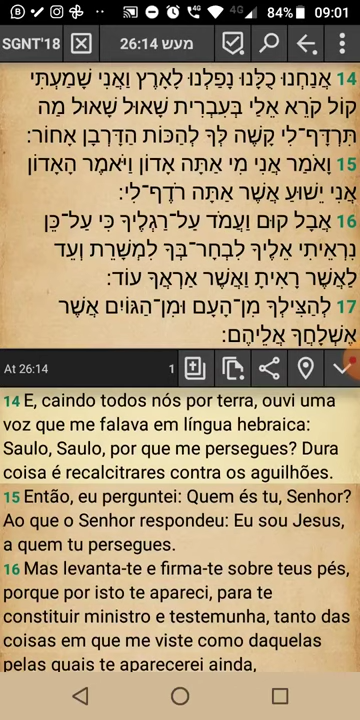 4G 4G 84% 09:01
SGNT'18 מעש 26:14
14 אֲנַחְנוּ כֻלָּנוּ נָפַלְנוּ לָאָרֶץ וַאֲנִי שָׁמַעְתִּי
קוֹל קֹרֵא אֵלַי בְּעִבְרִית שָׁאוּל שָׁאוּל מַה
תִּרְדְּף־לִי קָשֶׁה לְּךָ לְהַכּוֹת הַדָּרְבָן אָחוֹר׃
15 וָאֹמַר אֲנִי מִי אַתָּה אָדוֹן וַיֹּאמֶר הָאָדוֹן
אֲנִי יֵשׁוּעַ אֲשֶׁר אַתָּה רֹדֵף־לִי׃
16 אֲבָל קוּם וַעֲמֹד עַל־רַגְלֶיךָ כִּי עַל־כֵּן
נִרְאֵיתִי אֵלֶיךָ לִבְחָר־בְּךָ לִמְשָׁרֵת וְעֵד
לַאֲשֶׁר רָאִיתָ וַאֲשֶׁר אַרְאֲךָ עוֹד׃
17 לְהַצִּילְךָ מִן־הָעָם וּמִן־הַגּוֹיִם אֲשֶׁר
אֶשְׁלָחֲךָ אֲלֵיהֶם׃
At 26:14 1
14 E, caindo todos nós por terra, ouvi uma
voz que me falava em língua hebraica:
Saulo, Saulo, por que me persegues? Dura
coisa é recalcitrares contra os aguilhões.
15 Então, eu perguntei: Quem és tu, Senhor?
Ao que o Senhor respondeu: Eu sou Jesus,
a quem tu persegues.
16 Mas levanta-te e firma-te sobre teus pés,
porque por isto te apareci, para te
constituir ministro e testemunha, tanto das
coisas em que me viste como daquelas
pelas quais te aparecerei ainda,